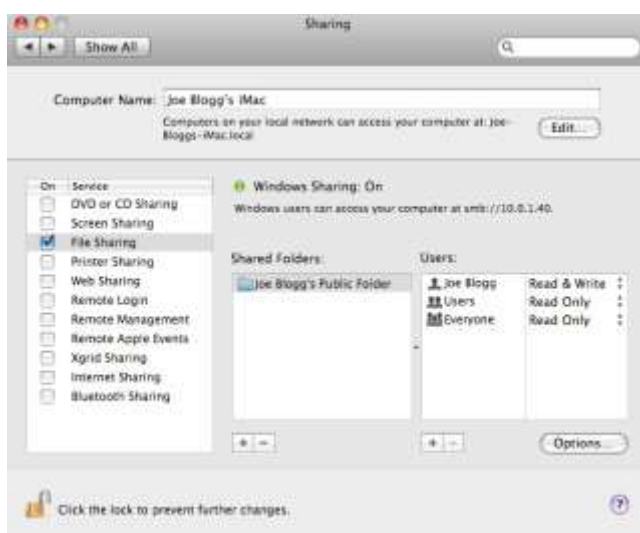 Sharing
Show All
Computer Name: Joe Blogg's iMac
Computers on your local network can access your computer at: Joe-
Bloggs-iMac.local
Edit...
On Service
DVD or CD Sharing
Screen Sharing
File Sharing
Printer Sharing
Web Sharing
Remote Login
Remote Management
Remote Apple Events
Xgrid Sharing
Internet Sharing
Bluetooth Sharing
Windows Sharing: On
Windows users can access your computer at smb://10.0.1.40.
Shared Folders:
Joe Blogg's Public Folder
Users:
Joe Blogg Read & Write
Users Read Only
Everyone Read Only
+ -
+ -
Options...
Click the lock to prevent further changes.
?